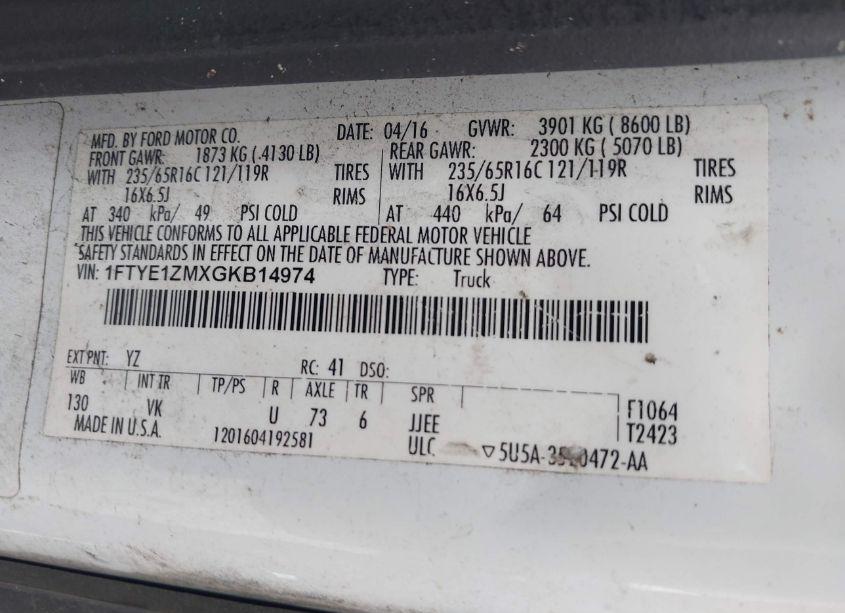 MFD. BY FORD MOTOR CO. DATE: 04/16 GVWR: 3901 KG ( 8600 LB)
FRONT GAWR: 1873 KG ( .4130 LB) REAR GAWR: 2300 KG ( 5070 LB)
WITH 235/65R16C 121/119R TIRES WITH 235/65R16C 121/119R TIRES
16X6.5J RIMS 16X6.5J RIMS
AT 340 kPa/ 49 PSI COLD AT 440 kPa/ 64 PSI COLD
THIS VEHICLE CONFORMS TO ALL APPLICABLE FEDERAL MOTOR VEHICLE
SAFETY STANDARDS IN EFFECT ON THE DATE OF MANUFACTURE SHOWN ABOVE.
VIN: 1FTYE1ZMXGKB14974 TYPE: Truck
EXT PNT: YZ RC: 41 DSO:
WB INT TR TP/PS R AXLE TR SPR
130 VK U 73 6 JJEE F1064
MADE IN U.S.A. 1201604192581 ULC T2423